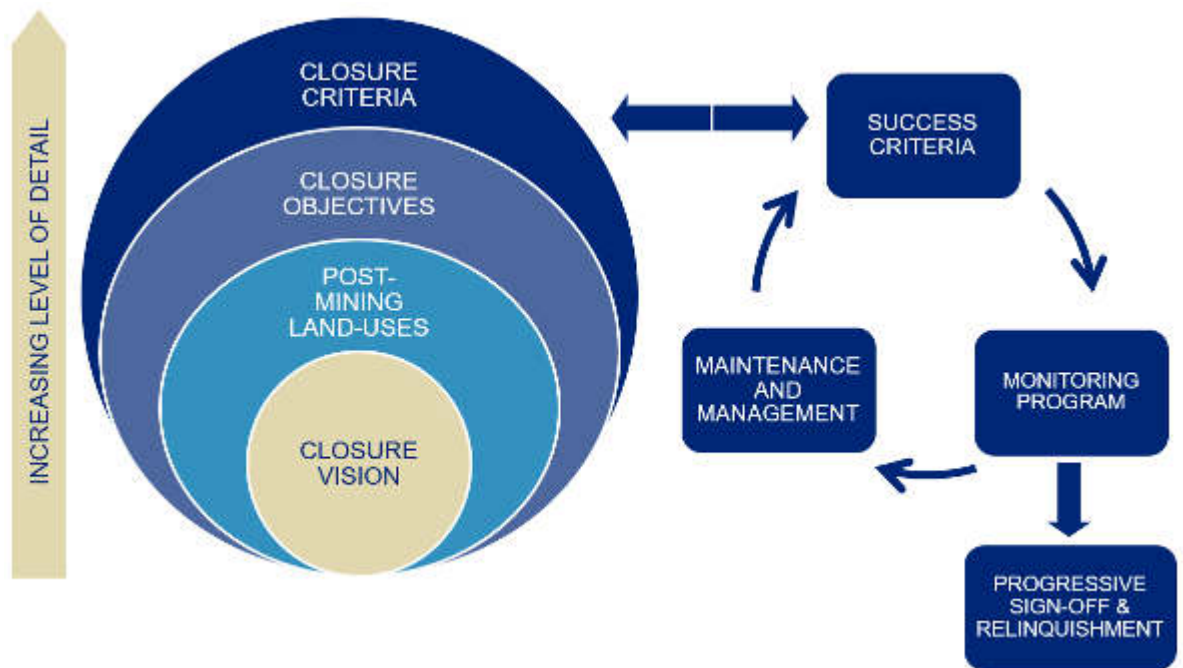 INCREASING LEVEL OF DETAIL
CLOSURE
CRITERIA
CLOSURE
OBJECTIVES
POST-
MINING
LAND-USES
CLOSURE
VISION
SUCCESS
CRITERIA
MAINTENANCE
AND
MANAGEMENT
MONITORING
PROGRAM
PROGRESSIVE
SIGN-OFF &
RELINQUISHMENT